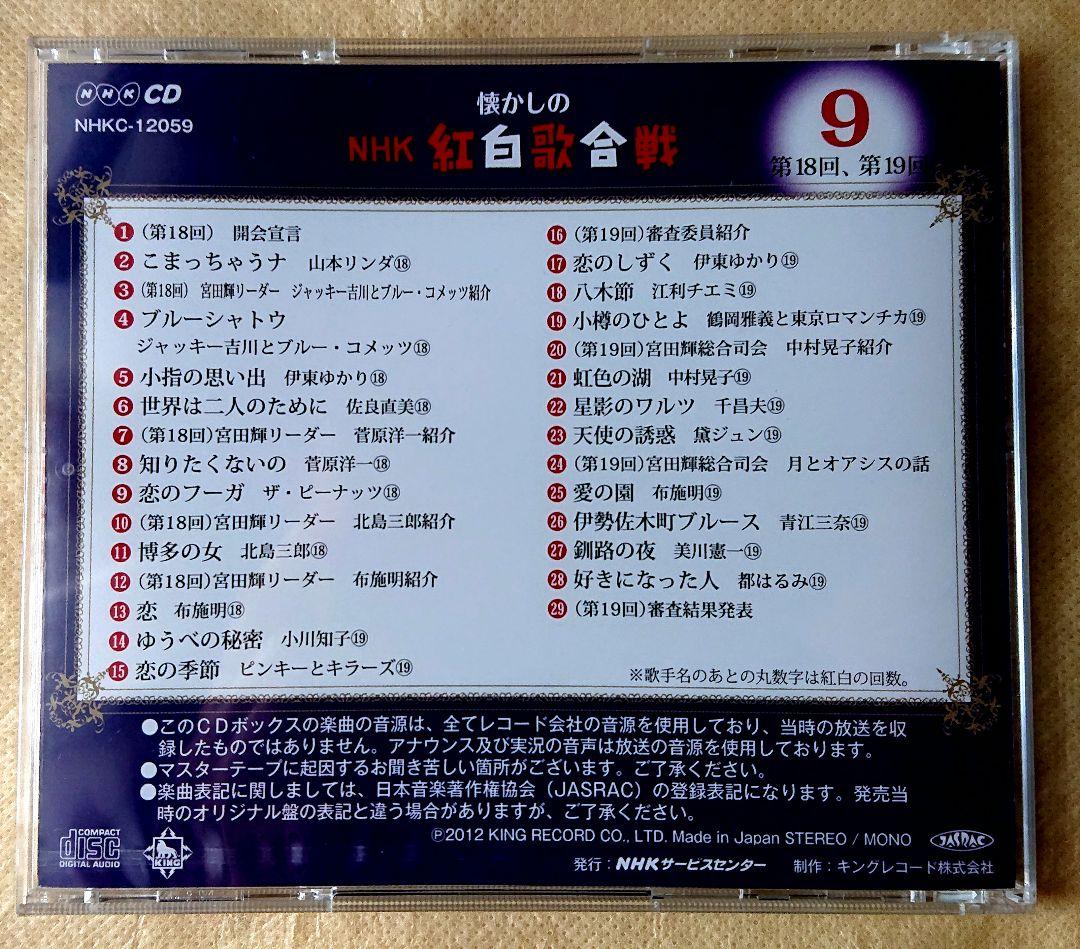 NHK CD
NHKC-12059
懐かしの
NHK 紅白歌合戦
9
第18回、第19回
1 (第18回) 開会宣言
2 こまっちゃうナ 山本リンダ⑱
3 (第18回) 宮田輝リーダー ジャッキー吉川とブルー・コメッツ紹介
4 ブルーシャトウ
ジャッキー吉川とブルー・コメッツ⑱
5 小指の思い出 伊東ゆかり⑱
6 世界は二人のために 佐良直美⑱
7 (第18回)宮田輝リーダー 菅原洋一紹介
8 知りたくないの 菅原洋一⑱
9 恋のフーガ ザ・ピーナッツ⑱
10 (第18回)宮田輝リーダー 北島三郎紹介
11 博多の女 北島三郎⑱
12 (第18回)宮田輝リーダー 布施明紹介
13 恋 布施明⑱
14 ゆうべの秘密 小川知子⑲
15 恋の季節 ピンキーとキラーズ⑲
16 (第19回)審査委員紹介
17 恋のしずく 伊東ゆかり⑲
18 八木節 江利チエミ⑲
19 小樽のひとよ 鶴岡雅義と東京ロマンチカ⑲
20 (第19回)宮田輝総合司会 中村晃子紹介
21 虹色の湖 中村晃子⑲
22 星影のワルツ 千昌夫⑲
23 天使の誘惑 黛ジュン⑲
24 (第19回)宮田輝総合司会 月とオアシスの話
25 愛の園 布施明⑲
26 伊勢佐木町ブルース 青江三奈⑲
27 釧路の夜 美川憲一⑲
28 好きになった人 都はるみ⑲
29 (第19回)審査結果発表
※歌手名のあとの丸数字は紅白の回数。
●このCDボックスの楽曲の音源は、全てレコード会社の音源を使用しており、当時の放送を収
録したものではありません。アナウンス及び実況の音声は放送の音源を使用しております。
●マスターテープに起因するお聞き苦しい箇所がございます。ご了承ください。
●楽曲表記に関しましては、日本音楽著作権協会(JASRAC)の登録表記になります。発売当
時のオリジナル盤の表記と違う場合がありますが、ご了承ください。
COMPACT
disc
DIGITAL AUDIO
KING
Ⓟ2012 KING RECORD CO., LTD. Made in Japan STEREO / MONO
JASRAC
発行:NHKサービスセンター 制作:キングレコード株式会社